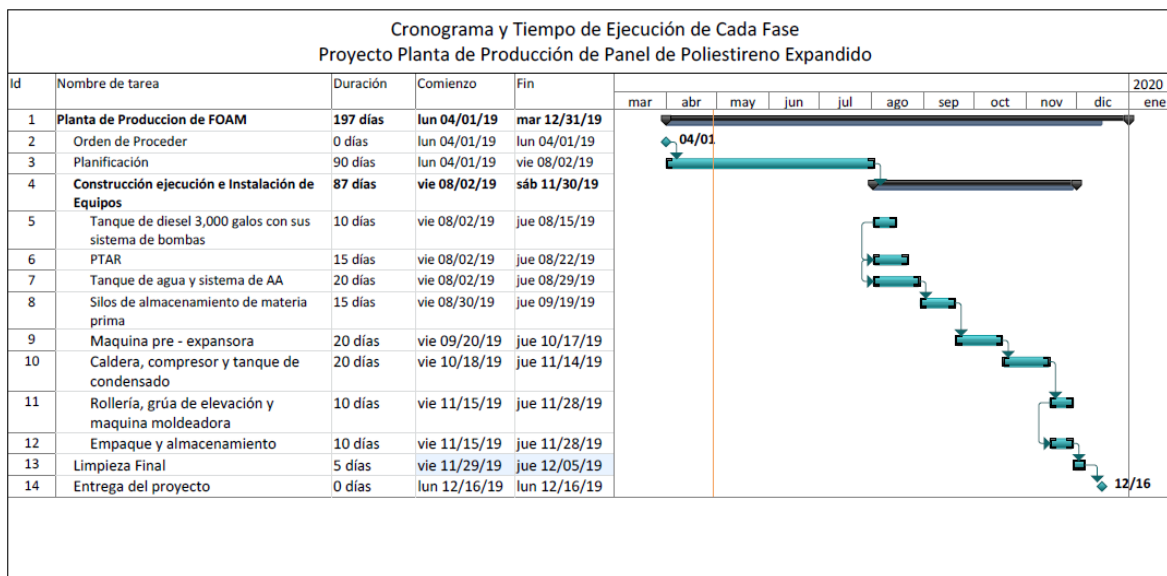 Cronograma y Tiempo de Ejecución de Cada Fase
Proyecto Planta de Producción de Panel de Poliestireno Expandido
Id Nombre de tarea Duración Comienzo Fin 2020
mar abr may jun jul ago sep oct nov dic ene
1 Planta de Produccion de FOAM 197 días lun 04/01/19 mar 12/31/19
2 Orden de Proceder 0 días lun 04/01/19 lun 04/01/19 04/01
3 Planificación 90 días lun 04/01/19 vie 08/02/19
4 Construcción ejecución e Instalación de 87 días vie 08/02/19 sáb 11/30/19
Equipos
5 Tanque de diesel 3,000 galos con sus 10 días vie 08/02/19 jue 08/15/19
sistema de bombas
6 PTAR 15 días vie 08/02/19 jue 08/22/19
7 Tanque de agua y sistema de AA 20 días vie 08/02/19 jue 08/29/19
8 Silos de almacenamiento de materia 15 días vie 08/30/19 jue 09/19/19
prima
9 Maquina pre - expansora 20 días vie 09/20/19 jue 10/17/19
10 Caldera, compresor y tanque de 20 días vie 10/18/19 jue 11/14/19
condensado
11 Rollería, grúa de elevación y 10 días vie 11/15/19 jue 11/28/19
maquina moldeadora
12 Empaque y almacenamiento 10 días vie 11/15/19 jue 11/28/19
13 Limpieza Final 5 días vie 11/29/19 jue 12/05/19
14 Entrega del proyecto 0 días lun 12/16/19 lun 12/16/19 12/16